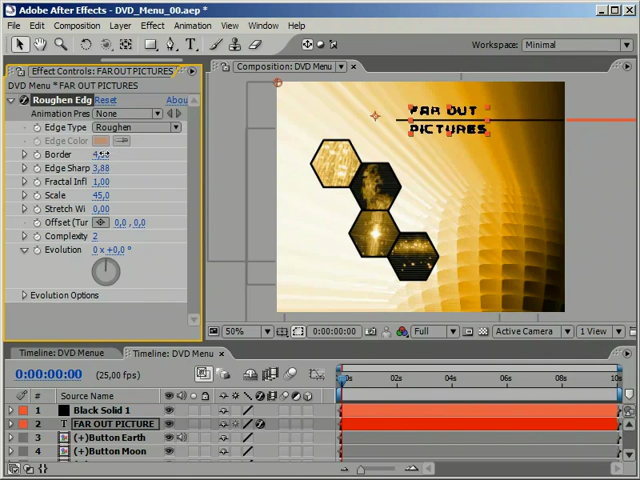 Adobe After Effects - DVD_Menu_00.aep *
File Edit Composition Layer Effect Animation View Window Help
Workspace: Minimal
Effect Controls: FAR OUT PICTURES
DVD Menu * FAR OUT PICTURES
Roughen Edg Reset Abou
Animation Pres None
Edge Type Roughen
Edge Color
Border
Edge Sharp 3,88
Fractal Infl 1,00
Scale 45,0
Stretch Wi 0,00
Offset (Tur 0,0 , 0,0
Complexity 2
Evolution 0 x +0,0 °
Evolution Options
Composition: DVD Menu
FAR OUT
PICTURES
50% 0:00:00:00 Full Active Camera 1 View
Timeline: DVD Menue Timeline: DVD Menu
0:00:00:00 (25,00 fps)
# Source Name
0s 02s 04s 06s 08s 10s
1 Black Solid 1
2 T FAR OUT PICTURE
3 (+)Button Earth
4 (+)Button Moon